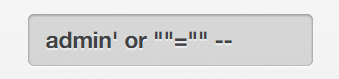 admin' or ""="" --